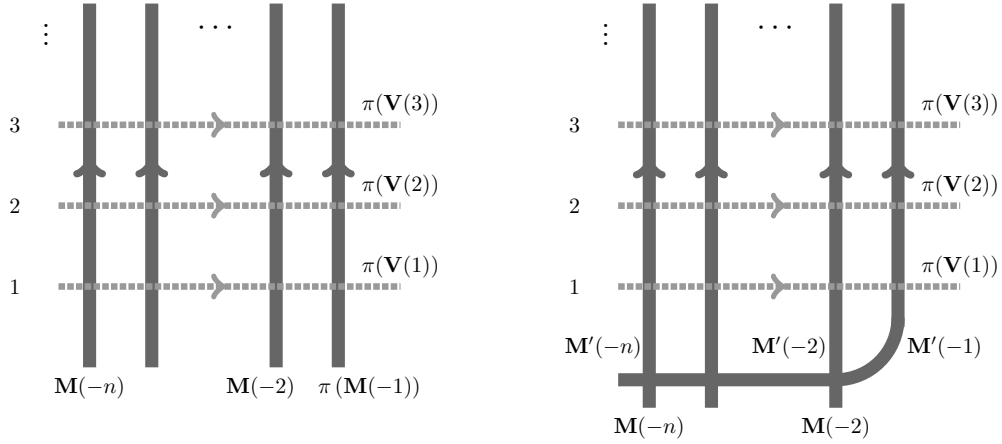 ⋮ ⋯
3 π(V(3))
2 π(V(2))
1 π(V(1))
M(−n) M(−2) π(M(−1))
⋮ ⋯
3 π(V(3))
2 π(V(2))
1 π(V(1))
M′(−n) M′(−2) M′(−1)
M(−n) M(−2)